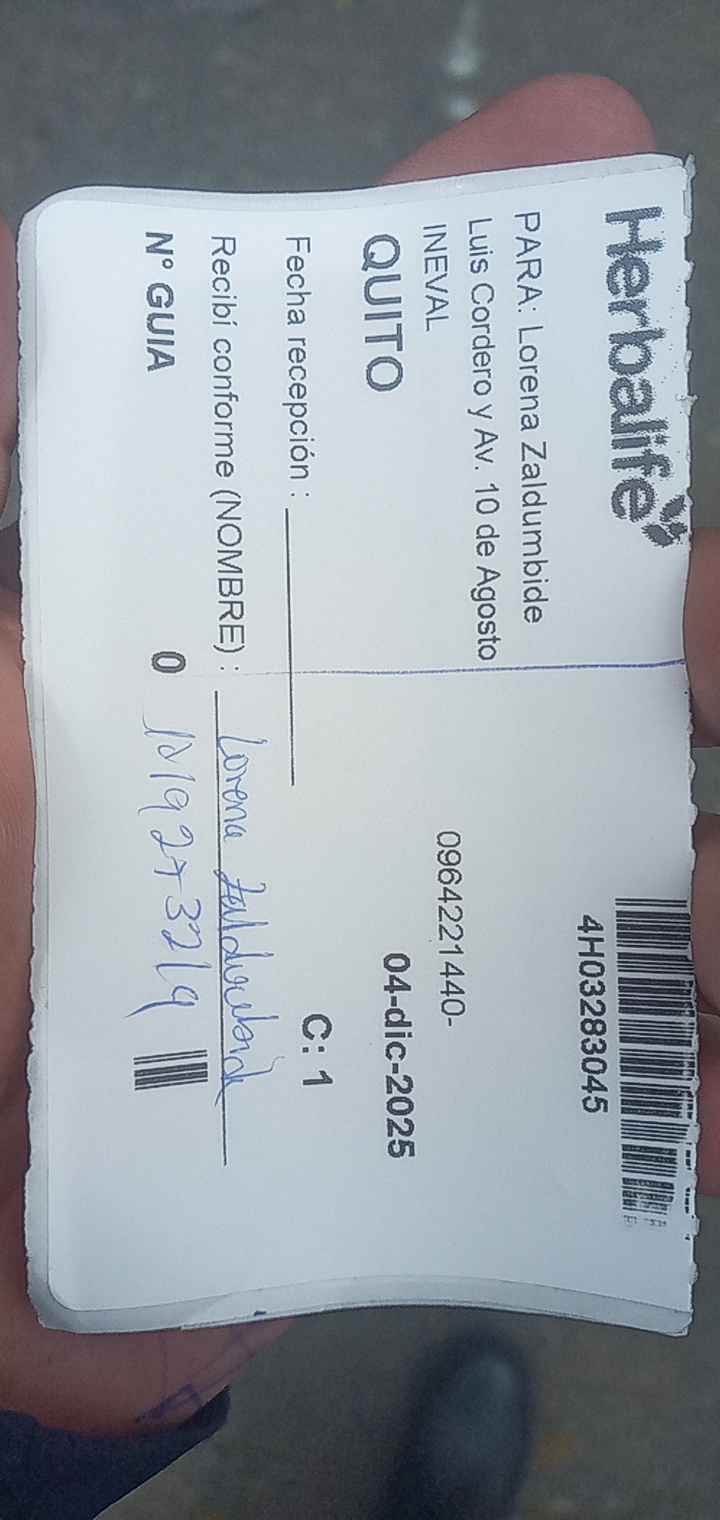 Herbalife
4H03283045
PARA: Lorena Zaldumbide
Luis Cordero y Av. 10 de Agosto
INEVAL
0964221440-
QUITO
04-dic-2025
Fecha recepción :
C: 1
Recibí conforme (NOMBRE) : Lorena Zaldumbide
N° GUIA
0